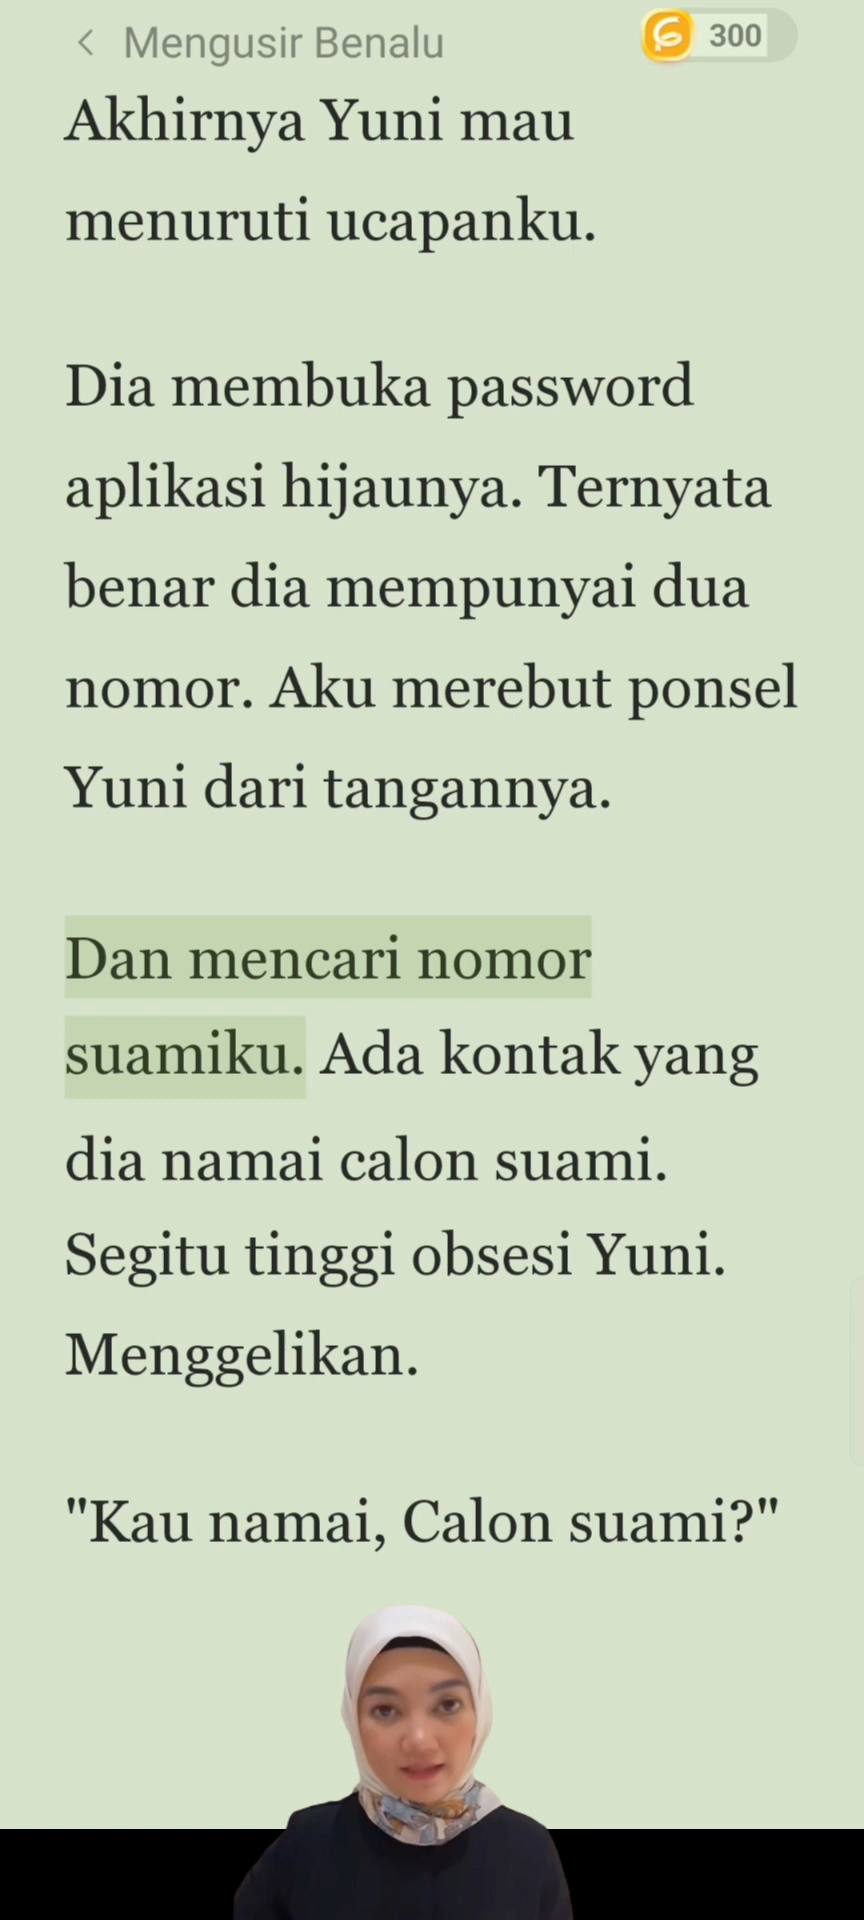 Mengusir Benalu
300
Akhirnya Yuni mau
menuruti ucapanku.
Dia membuka password
aplikasi hijaunya. Ternyata
benar dia mempunyai dua
nomor. Aku merebut ponsel
Yuni dari tangannya.
Dan mencari nomor
suamiku. Ada kontak yang
dia namai calon suami.
Segitu tinggi obsesi Yuni.
Menggelikan.
"Kau namai, Calon suami?"